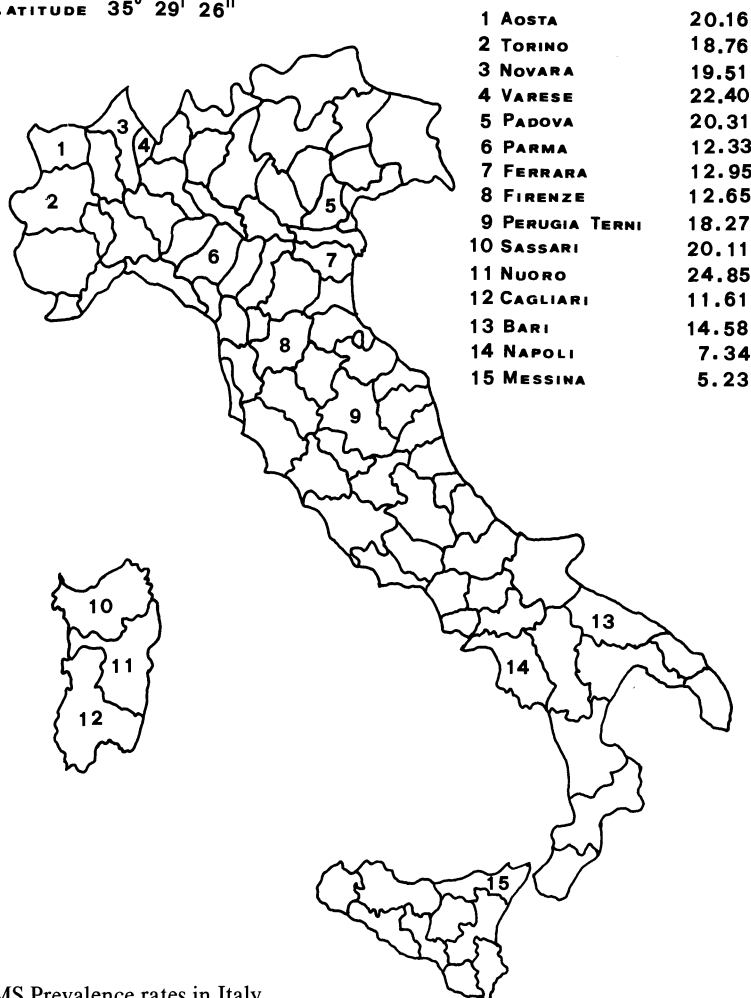 LATITUDE 35° 29' 26"
1 AOSTA 20.16
2 TORINO 18.76
3 NOVARA 19.51
4 VARESE 22.40
5 PADOVA 20.31
6 PARMA 12.33
7 FERRARA 12.95
8 FIRENZE 12.65
9 PERUGIA TERNI 18.27
10 SASSARI 20.11
11 NUORO 24.85
12 CAGLIARI 11.61
13 BARI 14.58
14 NAPOLI 7.34
15 MESSINA 5.23
3
4
1
2
5
6
7
8
9
10
13
11
14
12
15
MS Prevalence rates in Italy